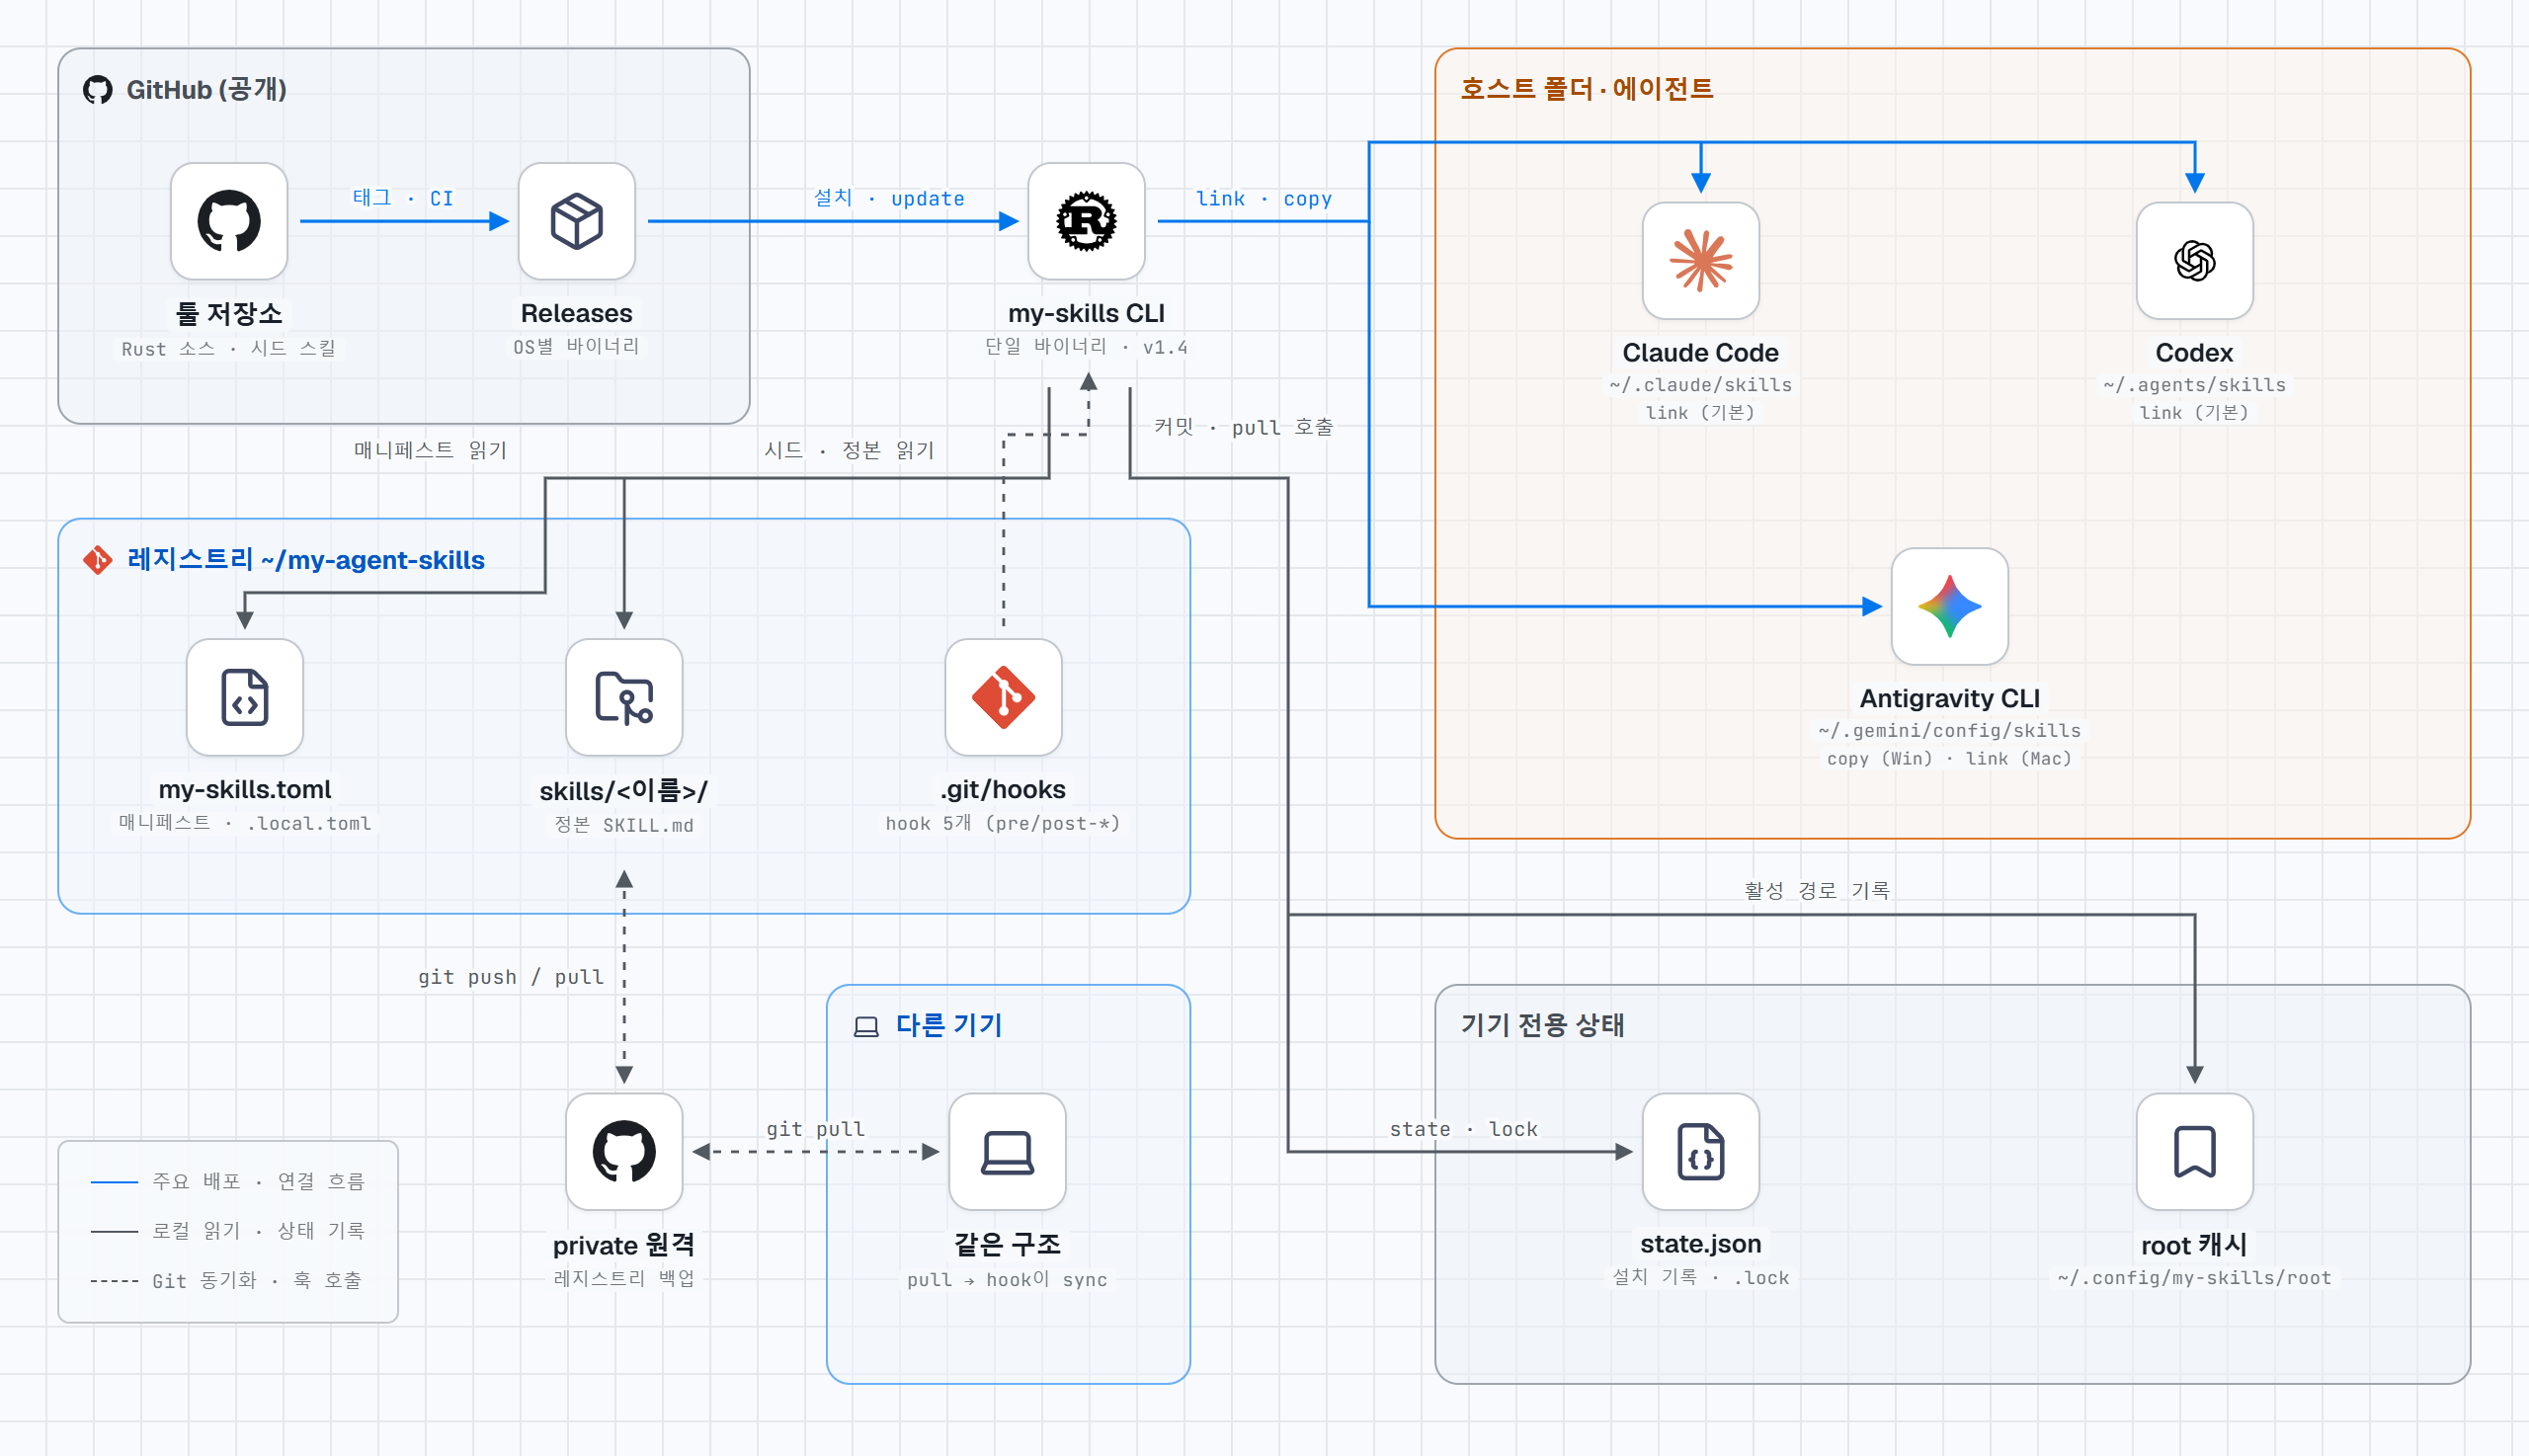 GitHub (공개)
태그 · CI
툴 저장소
Rust 소스 · 시드 스킬
Releases
OS별 바이너리
설치 · update
my-skills CLI
단일 바이너리 · v1.4
link · copy
호스트 폴더 · 에이전트
Claude Code
~/.claude/skills
link (기본)
Codex
~/.agents/skills
link (기본)
Antigravity CLI
~/.gemini/config/skills
copy (Win) · link (Mac)
매니페스트 읽기
시드 · 정본 읽기
커밋 · pull 호출
레지스트리 ~/my-agent-skills
my-skills.toml
매니페스트 · .local.toml
skills/<이름>/
정본 SKILL.md
.git/hooks
hook 5개 (pre/post-*)
활성 경로 기록
git push / pull
다른 기기
git pull
private 원격
레지스트리 백업
같은 구조
pull → hook이 sync
기기 전용 상태
state · lock
state.json
설치 기록 · .lock
root 캐시
~/.config/my-skills/root
주요 배포 · 연결 흐름
로컬 읽기 · 상태 기록
Git 동기화 · 훅 호출